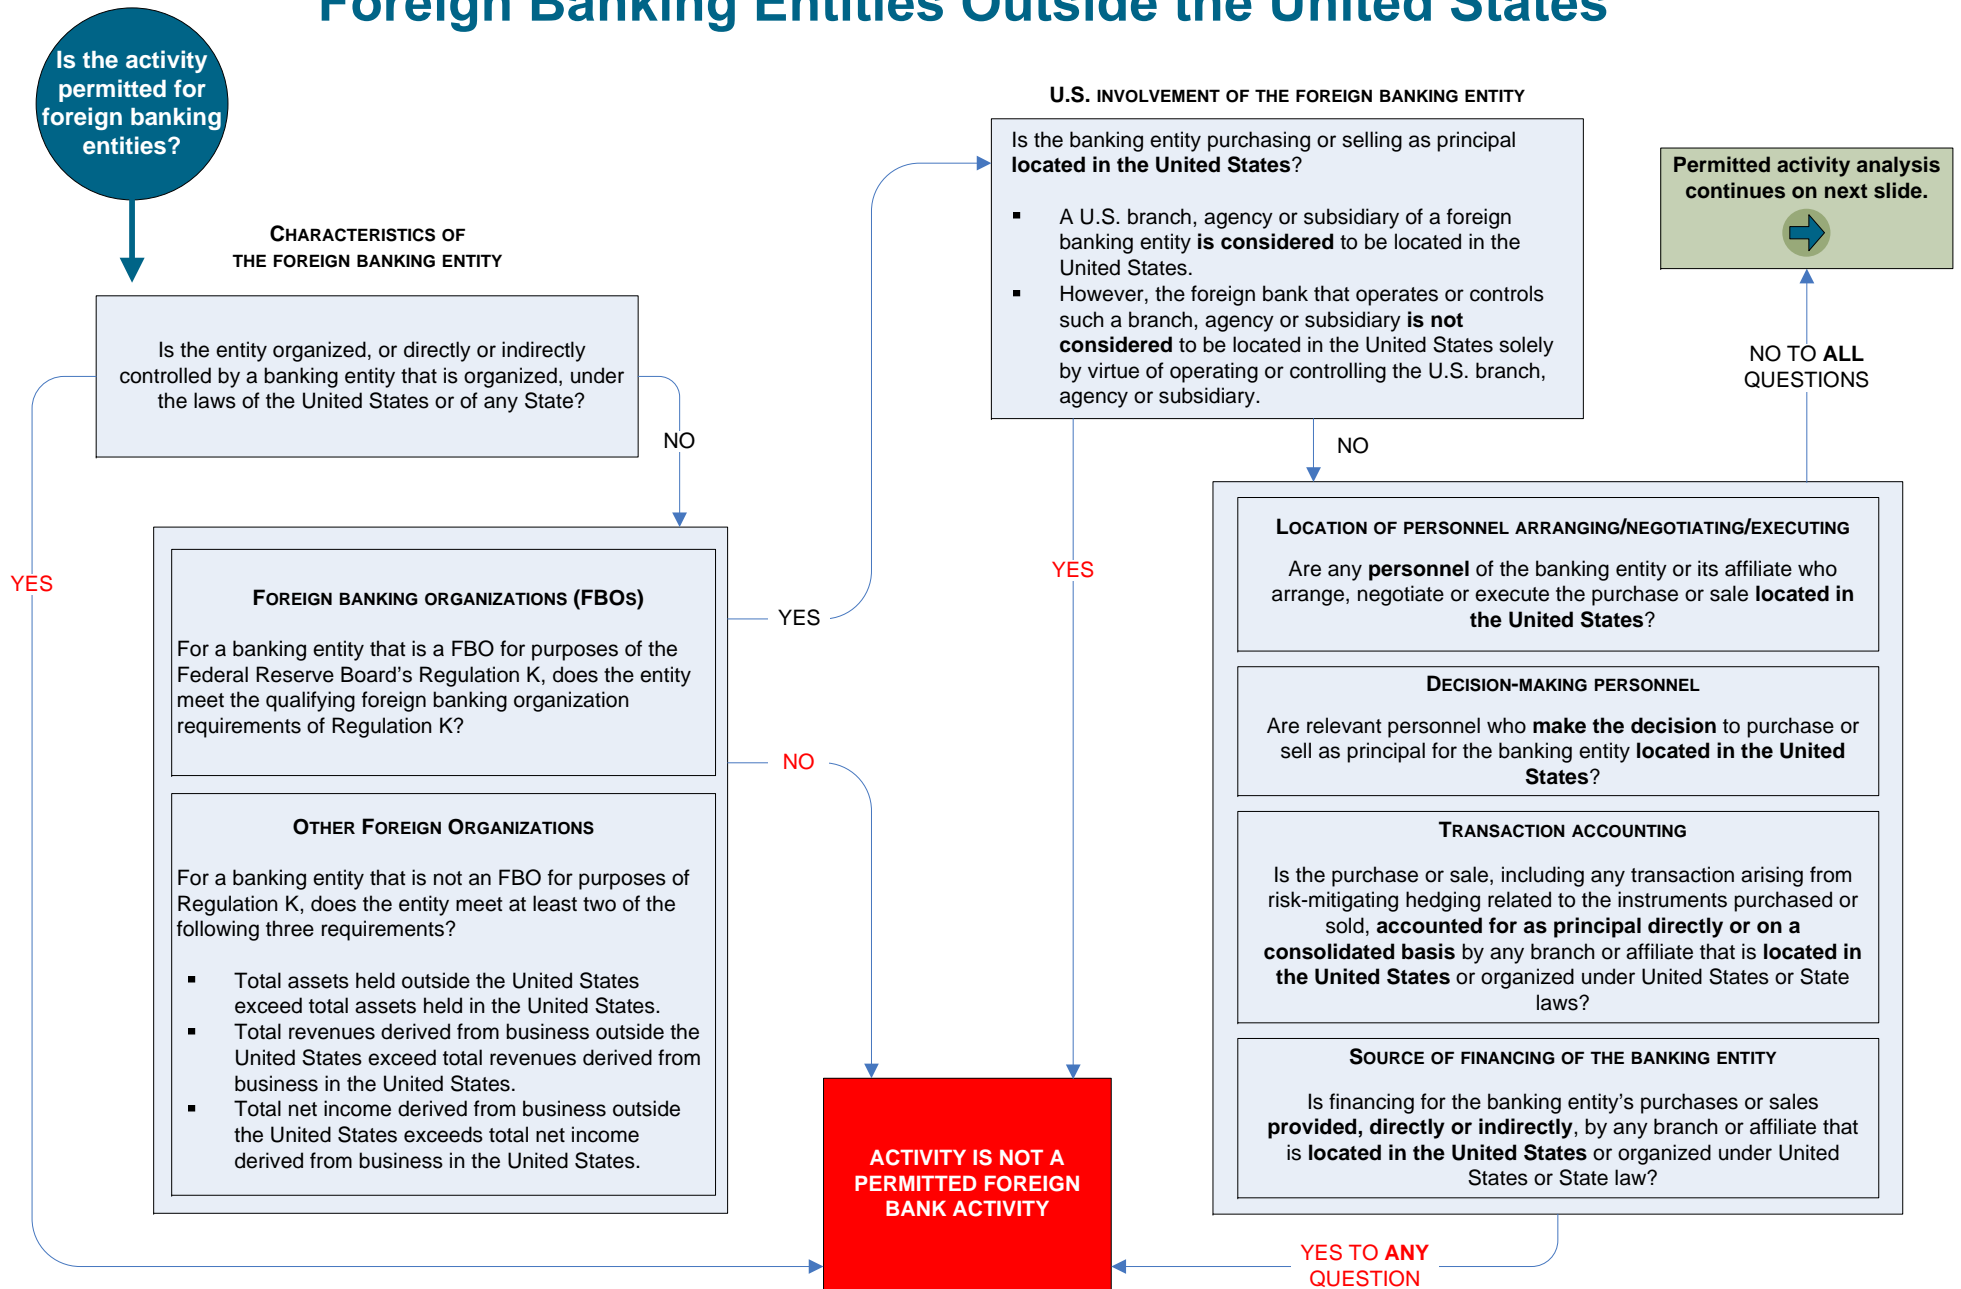 Foreign Banking Entities Outside the United States
Is the activity
permitted for
foreign banking
entities?
CHARACTERISTICS OF
THE FOREIGN BANKING ENTITY
Is the entity organized, or directly or indirectly
controlled by a banking entity that is organized, under
the laws of the United States or of any State?
YES
NO
FOREIGN BANKING ORGANIZATIONS (FBOS)
For a banking entity that is a FBO for purposes of the
Federal Reserve Board’s Regulation K, does the entity
meet the qualifying foreign banking organization
requirements of Regulation K?
OTHER FOREIGN ORGANIZATIONS
For a banking entity that is not an FBO for purposes of
Regulation K, does the entity meet at least two of the
following three requirements?
▪ Total assets held outside the United States
exceed total assets held in the United States.
▪ Total revenues derived from business outside the
United States exceed total revenues derived from
business in the United States.
▪ Total net income derived from business outside
the United States exceeds total net income
derived from business in the United States.
YES
NO
U.S. INVOLVEMENT OF THE FOREIGN BANKING ENTITY
Is the banking entity purchasing or selling as principal
located in the United States?
▪ A U.S. branch, agency or subsidiary of a foreign
banking entity is considered to be located in the
United States.
▪ However, the foreign bank that operates or controls
such a branch, agency or subsidiary is not
considered to be located in the United States solely
by virtue of operating or controlling the U.S. branch,
agency or subsidiary.
YES
NO
LOCATION OF PERSONNEL ARRANGING/NEGOTIATING/EXECUTING
Are any personnel of the banking entity or its affiliate who
arrange, negotiate or execute the purchase or sale located in
the United States?
DECISION-MAKING PERSONNEL
Are relevant personnel who make the decision to purchase or
sell as principal for the banking entity located in the United
States?
TRANSACTION ACCOUNTING
Is the purchase or sale, including any transaction arising from
risk-mitigating hedging related to the instruments purchased or
sold, accounted for as principal directly or on a
consolidated basis by any branch or affiliate that is located in
the United States or organized under United States or State
laws?
SOURCE OF FINANCING OF THE BANKING ENTITY
Is financing for the banking entity’s purchases or sales
provided, directly or indirectly, by any branch or affiliate that
is located in the United States or organized under United
States or State law?
NO TO ALL
QUESTIONS
Permitted activity analysis
continues on next slide.
YES TO ANY
QUESTION
ACTIVITY IS NOT A
PERMITTED FOREIGN
BANK ACTIVITY